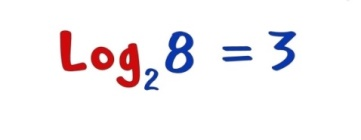 Log₂8 = 3